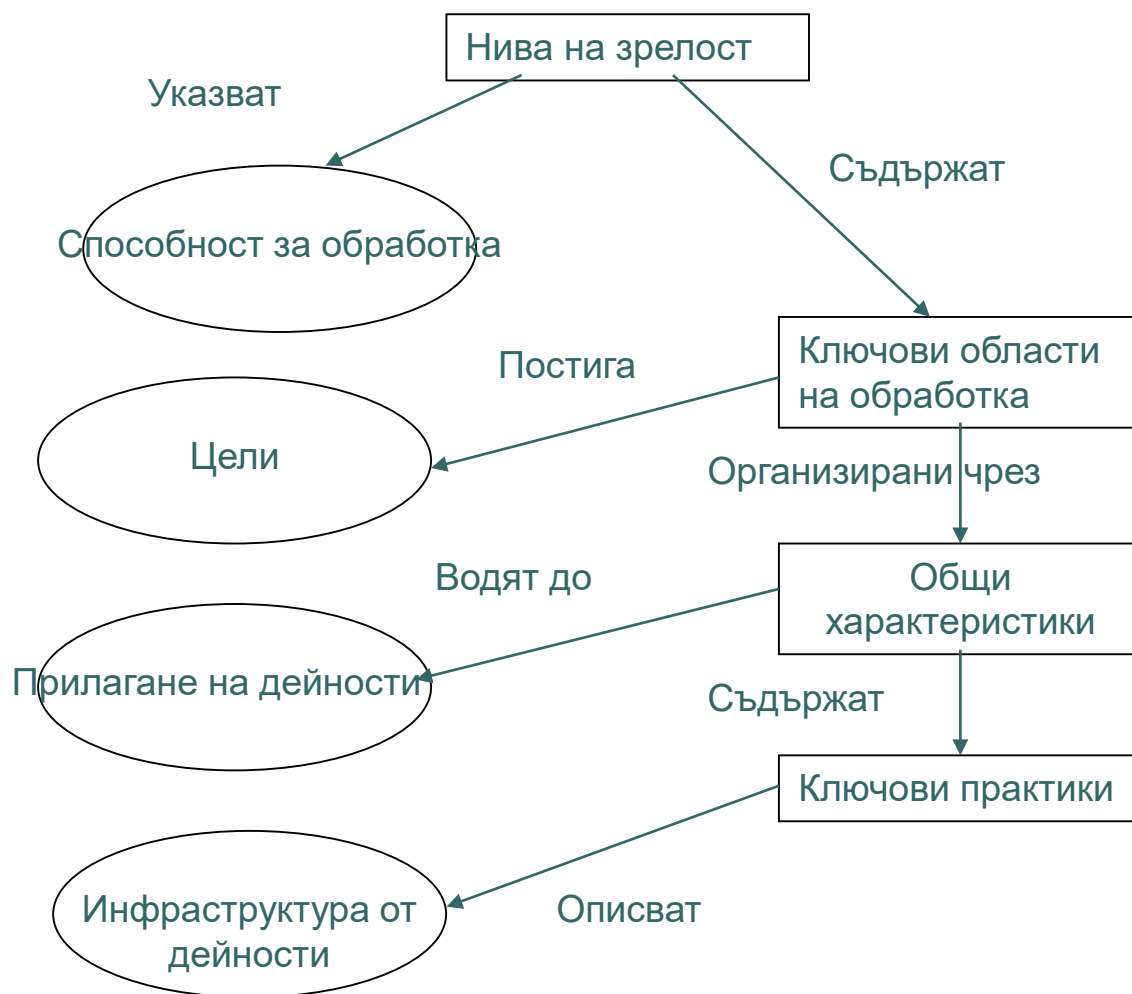 Нива на зрелост
Указват
Съдържат
Способност за обработка
Ключови области
на обработка
Постига
Цели
Организирани чрез
Водят до
Общи
характеристики
Прилагане на дейности
Съдържат
Ключови практики
Инфраструктура от
дейности
Описват